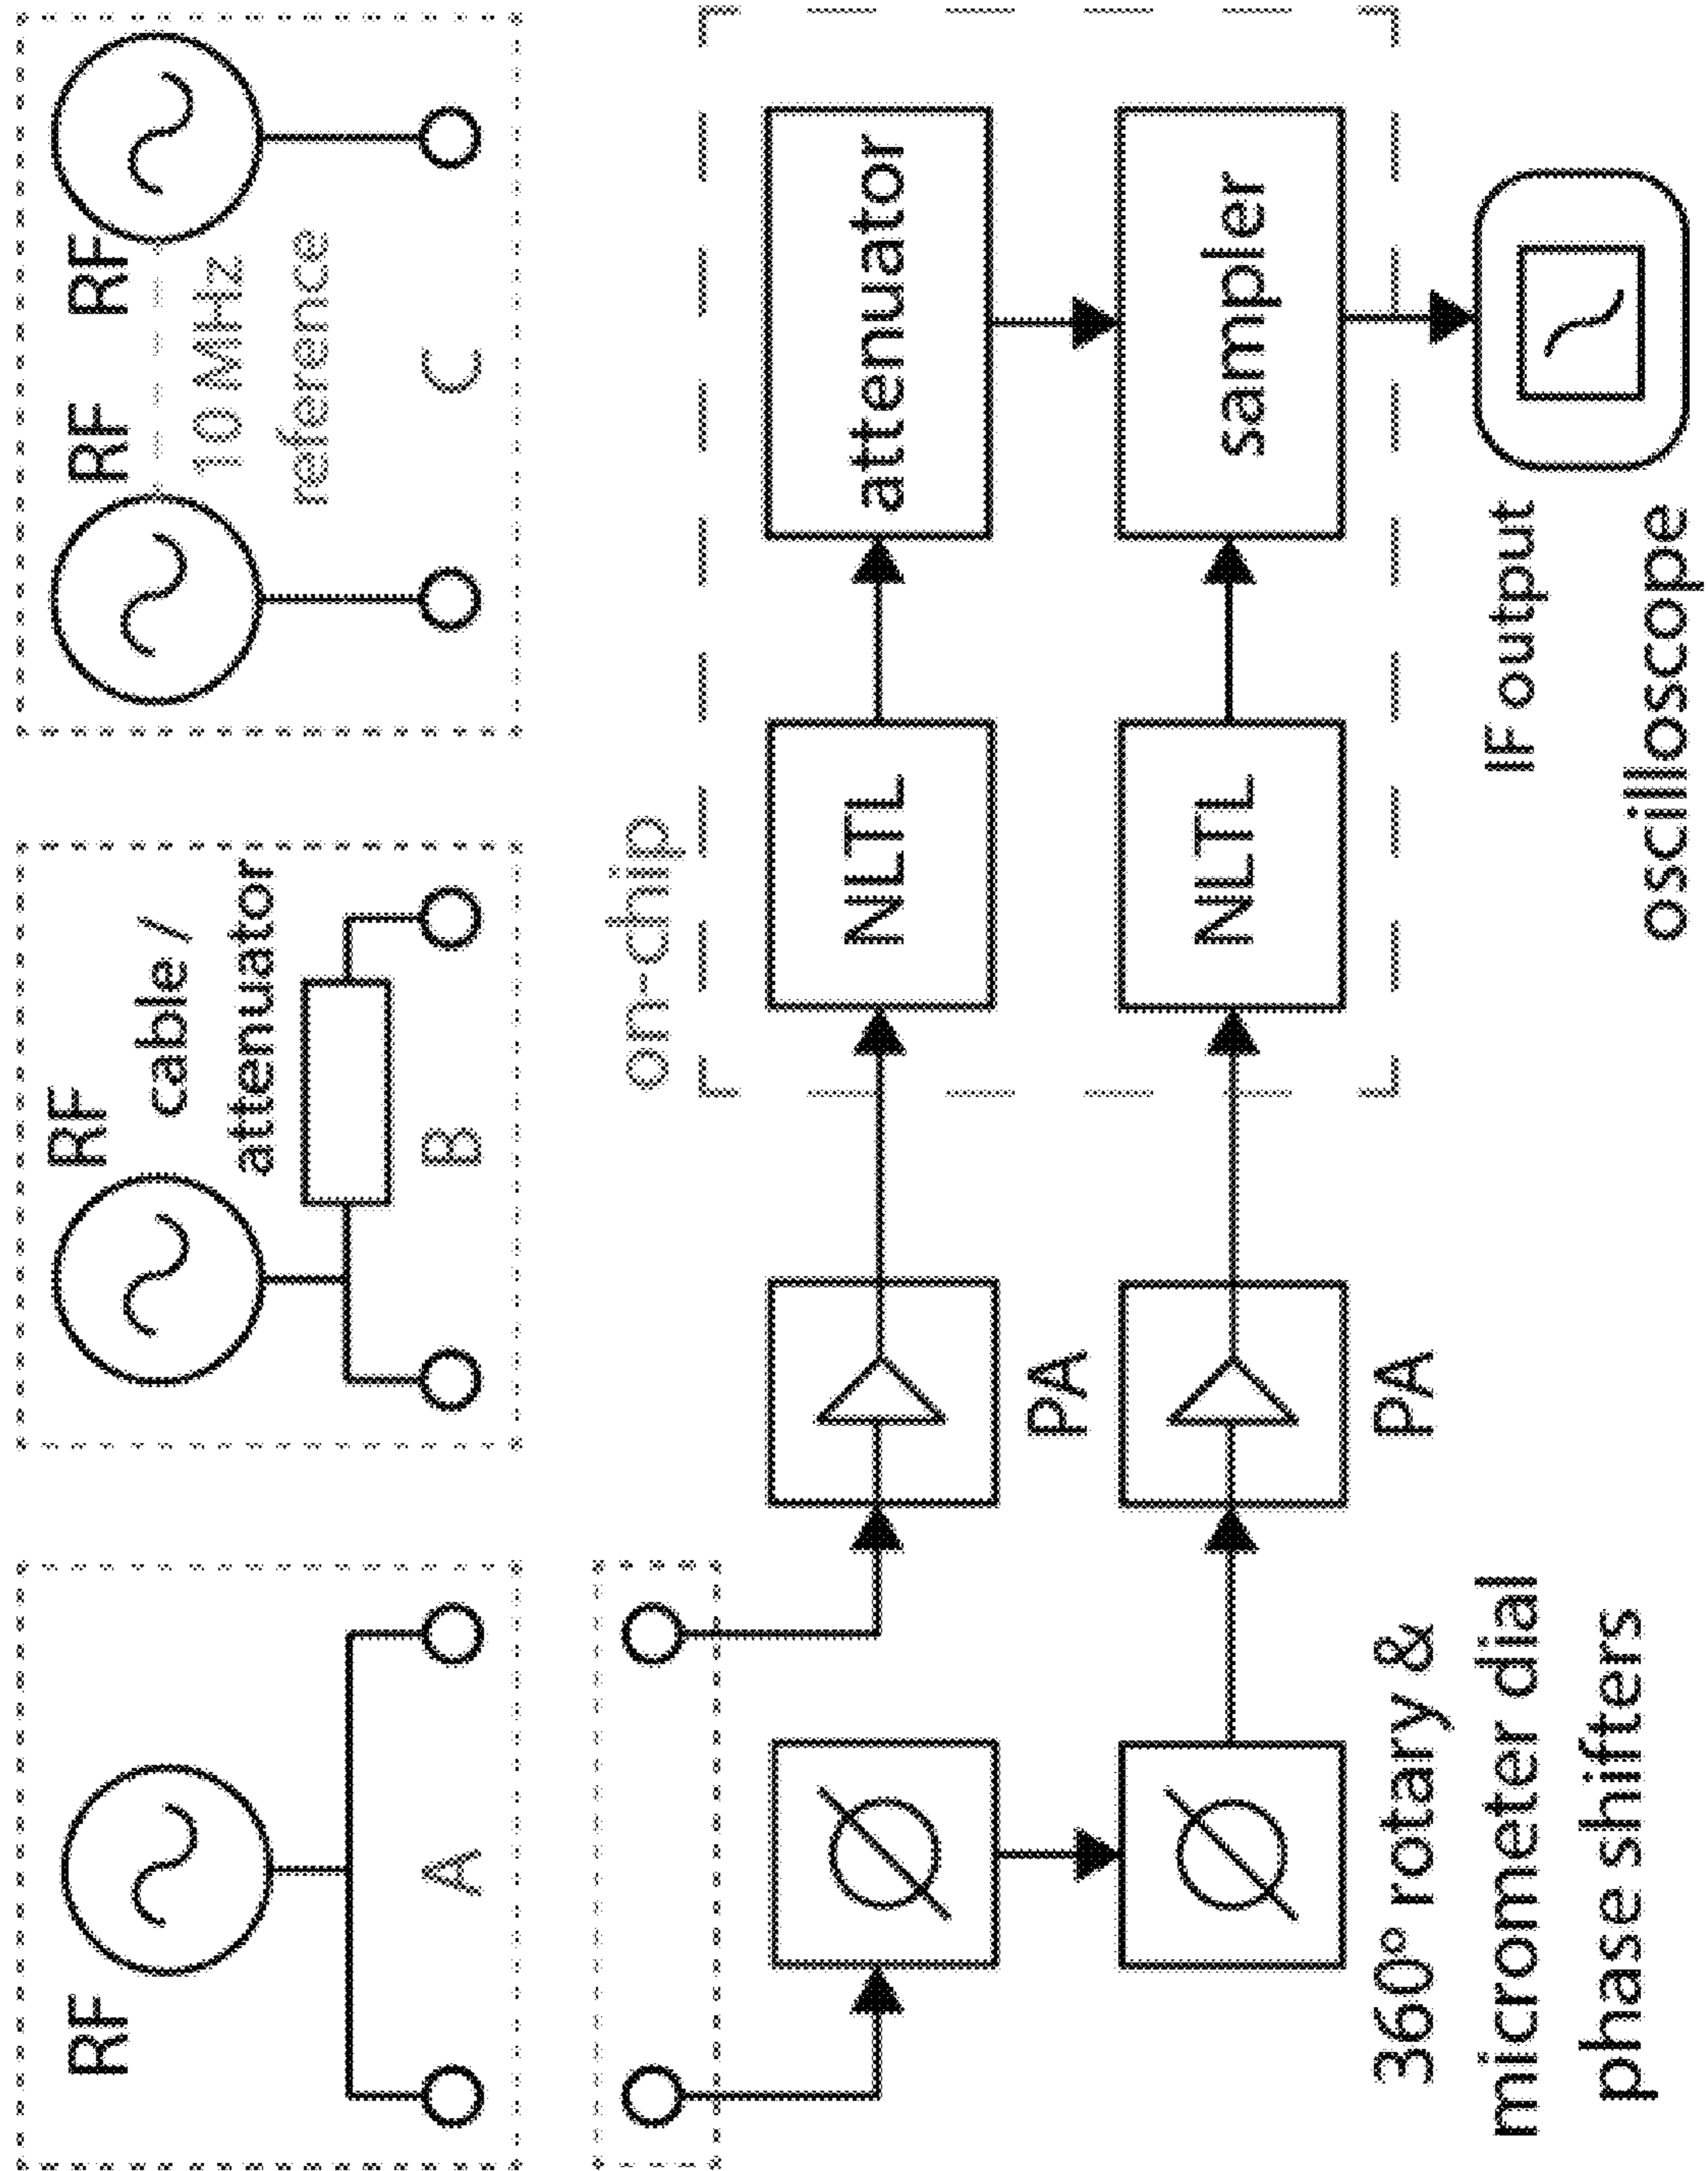 RF
A
RF
cable /
attenuator
B
RF
RF
10 MHz
reference
C
on-chip
NLTL
attenuator
PA
NLTL
sampler
PA
360° rotary &
micrometer dial
phase shifters
IF output
oscilloscope